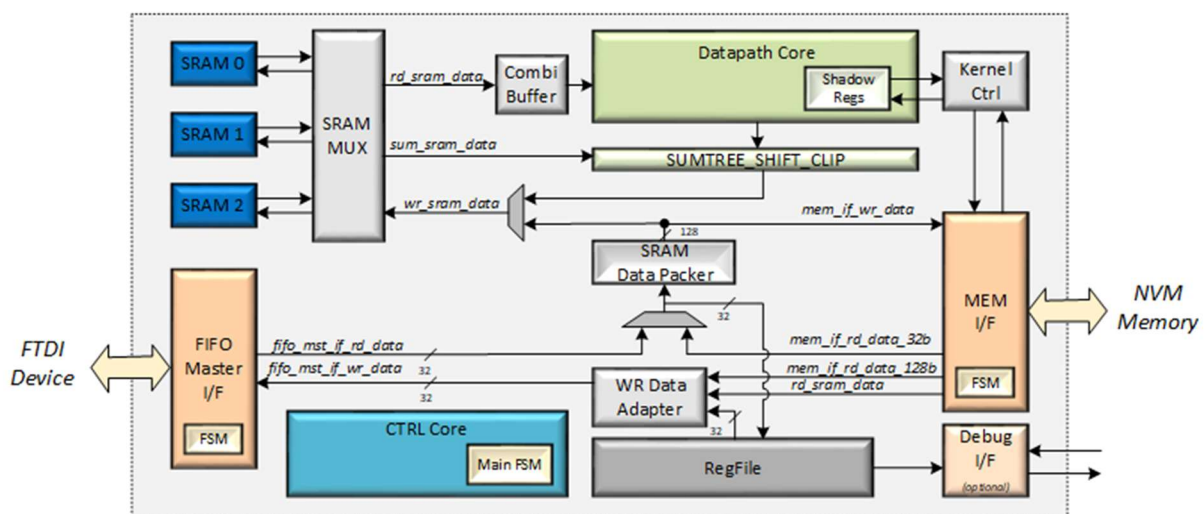 SRAM 0
SRAM 1
SRAM 2
SRAM
MUX
rd_sram_data
sum_sram_data
wr_sram_data
Combi
Buffer
Datapath Core
Shadow
Regs
Kernel
Ctrl
SUMTREE_SHIFT_CLIP
mem_if_wr_data
128
SRAM
Data Packer
32
FTDI
Device
FIFO
Master
I/F
FSM
fifo_mst_if_rd_data
32
fifo_mst_if_wr_data
32
mem_if_rd_data_32b
mem_if_rd_data_128b
rd_sram_data
WR Data
Adapter
32
MEM
I/F
FSM
NVM
Memory
CTRL Core
Main FSM
RegFile
Debug
I/F
(optional)